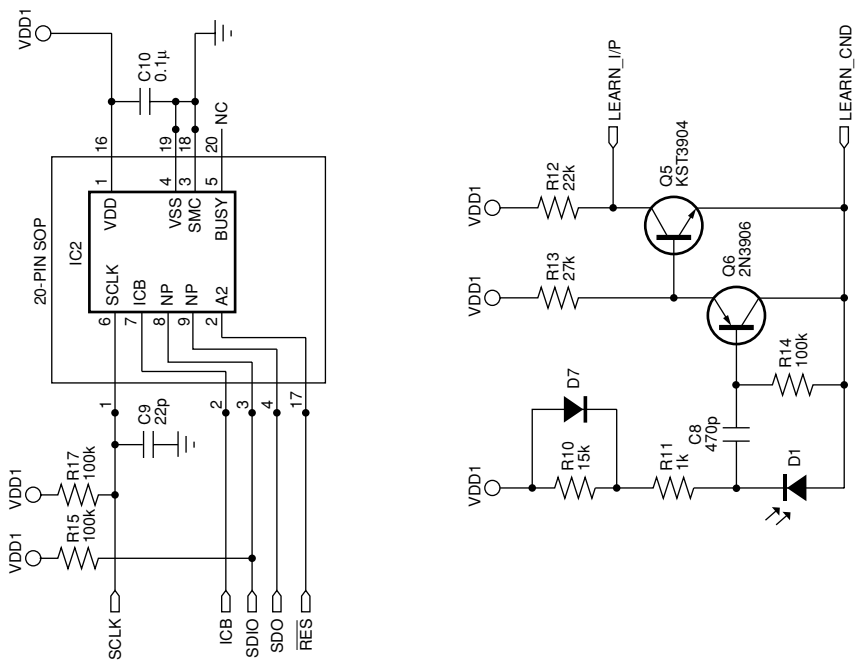 VDD1
C10
0.1µ
20-PIN SOP
16
19
18
20
NC
1
4
3
5
IC2
VDD
VSS
SMC
BUSY
SCLK
ICB
NP
NP
A2
6
7
8
9
2
1
2
3
4
17
C9
22p
VDD1
R17
100k
VDD1
R15
100k
SCLK
ICB
SDIO
SDO
RES
LEARN_I/P
LEARN_CND
VDD1
R12
22k
Q5
KST3904
VDD1
R13
27k
Q6
2N3906
R14
100k
D7
VDD1
R10
15k
R11
1k
C8
470p
D1